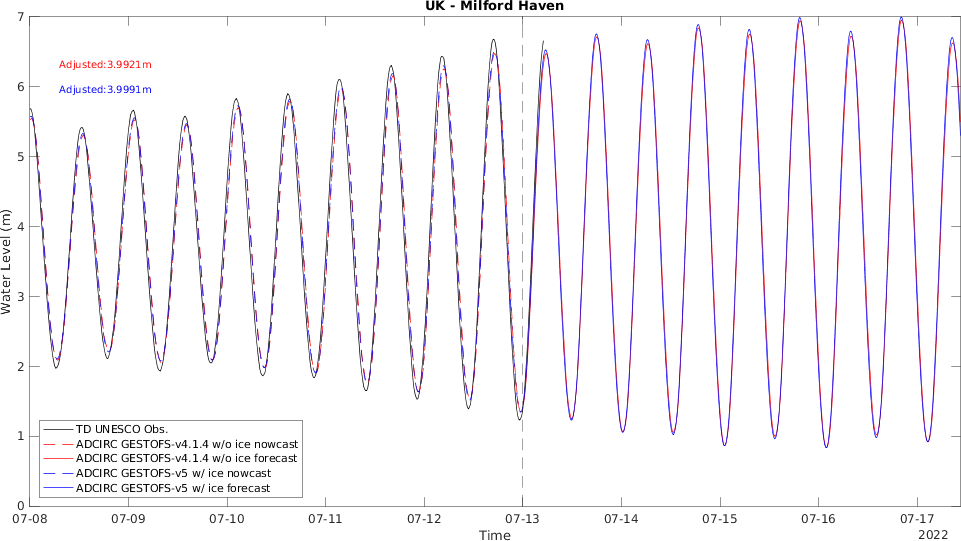 UK - Milford Haven
7
Adjusted:3.9921m
6
Adjusted:3.9991m
5
4
Water Level (m)
3
2
1
0
TD UNESCO Obs.
ADCIRC GESTOFS-v4.1.4 w/o ice nowcast
ADCIRC GESTOFS-v4.1.4 w/o ice forecast
ADCIRC GESTOFS-v5 w/ ice nowcast
ADCIRC GESTOFS-v5 w/ ice forecast
07-08 07-09 07-10 07-11 07-12 07-13 07-14 07-15 07-16 07-17
Time
2022